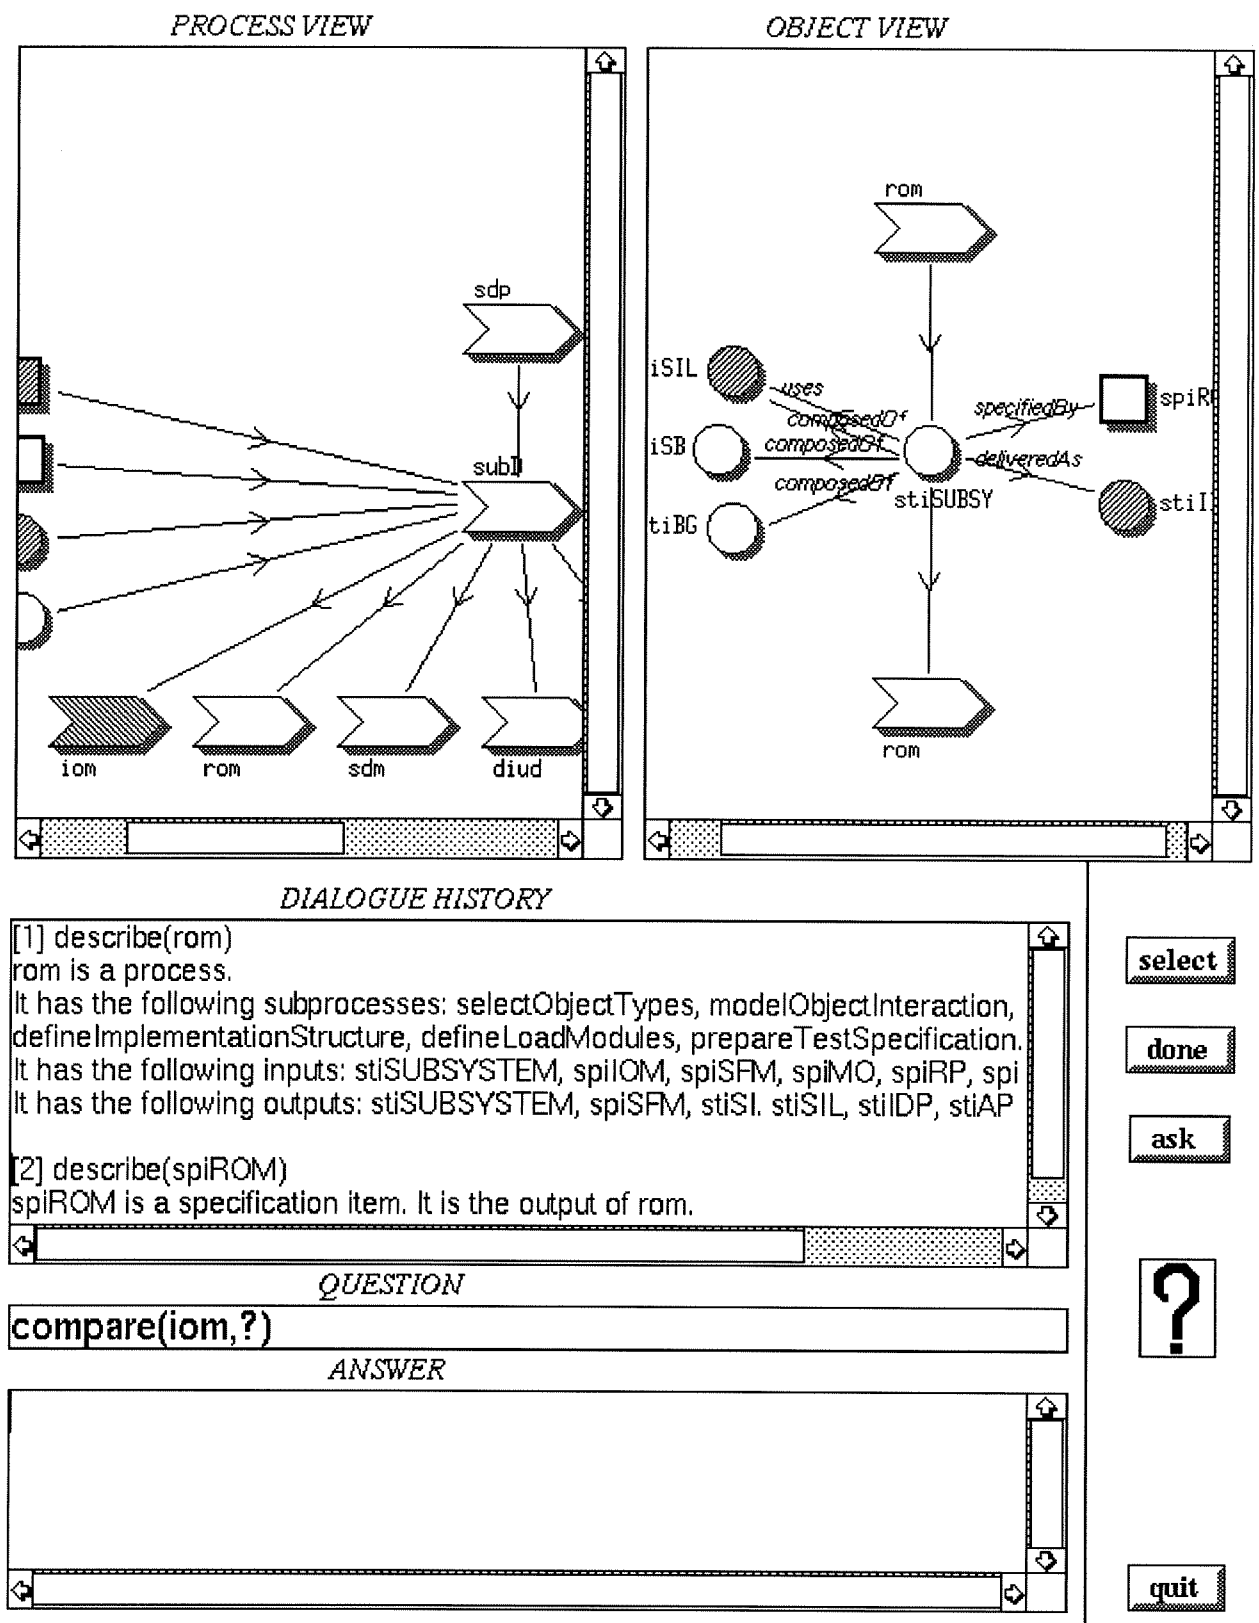 PROCESS VIEW
OBJECT VIEW
sdp
subD
iom
rom
sdm
diud
rom
iSIL
uses
composedOf
iSB
composedOf
tiBG
composedOf
stiSUBSY
specifiedBy
spiR
deliveredAs
stiI
rom
DIALOGUE HISTORY
[1] describe(rom)
rom is a process.
It has the following subprocesses: selectObjectTypes, modelObjectInteraction,
defineImplementationStructure, defineLoadModules, prepareTestSpecification.
It has the following inputs: stiSUBSYSTEM, spiIOM, spiSFM, spiMO, spiRP, spi
It has the following outputs: stiSUBSYSTEM, spiSFM, stiSI. stiSIL, stiIDP, stiAP
[2] describe(spiROM)
spiROM is a specification item. It is the output of rom.
QUESTION
compare(iom,?)
ANSWER
select
done
ask
?
quit